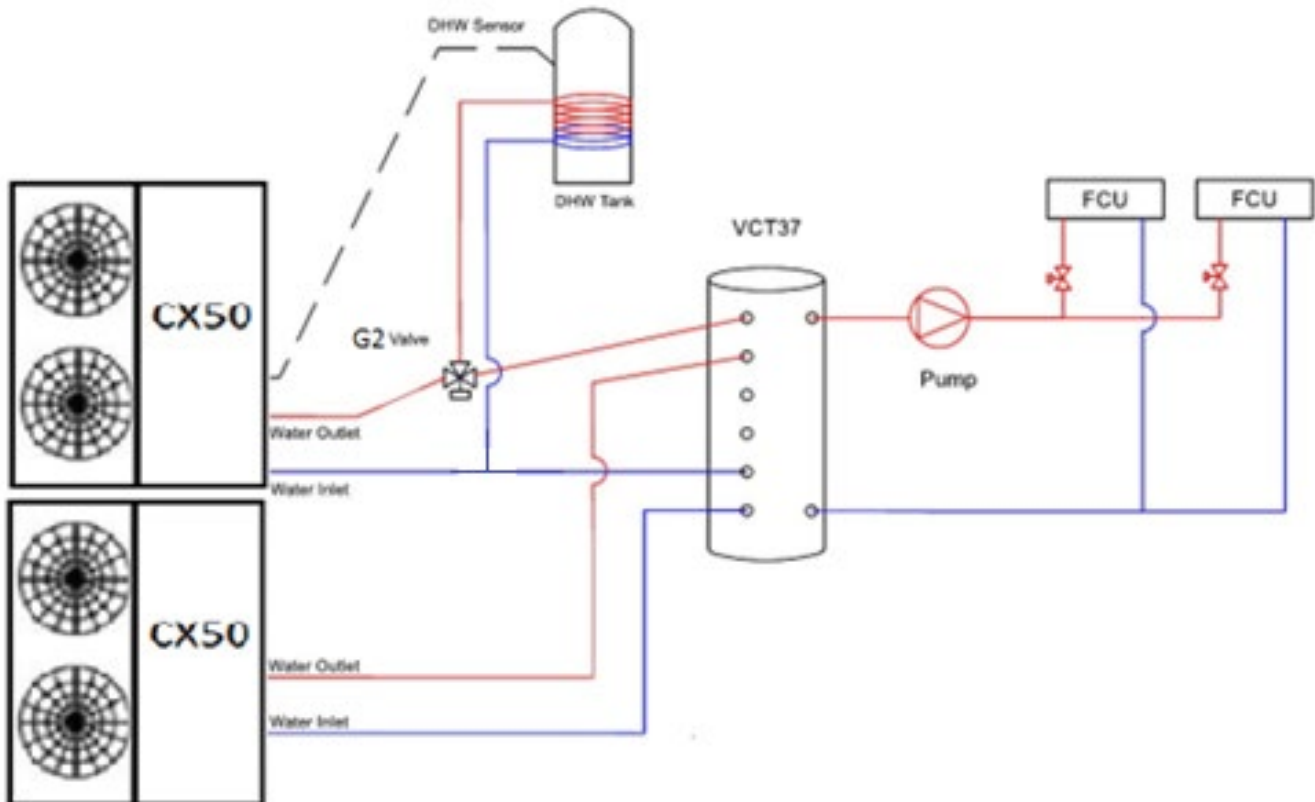 DHW Sensor
DHW Tank
FCU
FCU
VCT37
CX50
G2 Valve
Pump
Water Outlet
Water Inlet
CX50
Water Outlet
Water Inlet